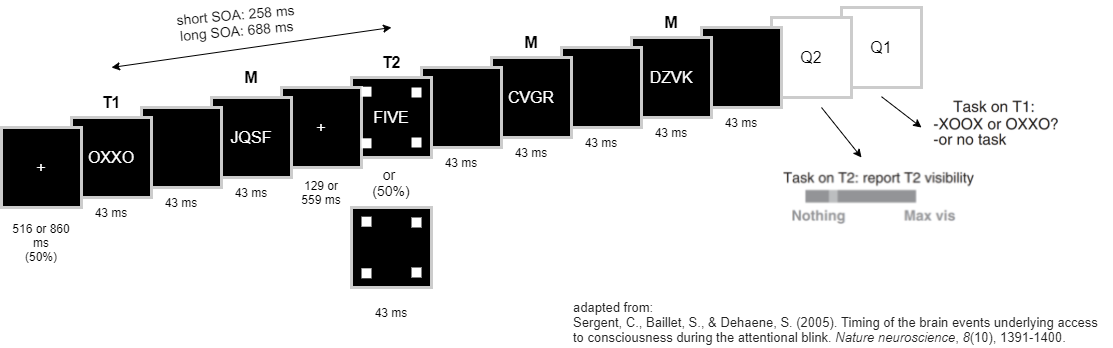 short SOA: 258 ms
long SOA: 688 ms
T1
M
T2
M
M
+
OXXO
JQSF
+
FIVE
CVGR
DZVK
Q2
Q1
516 or 860
ms
(50%)
43 ms
43 ms
43 ms
129 or
559 ms
or
(50%)
43 ms
43 ms
43 ms
43 ms
43 ms
43 ms
Task on T1:
-XOOX or OXXO?
-or no task
Task on T2: report T2 visibility
Nothing
Max vis
adapted from:
Sergent, C., Baillet, S., & Dehaene, S. (2005). Timing of the brain events underlying access
to consciousness during the attentional blink. Nature neuroscience, 8(10), 1391-1400.